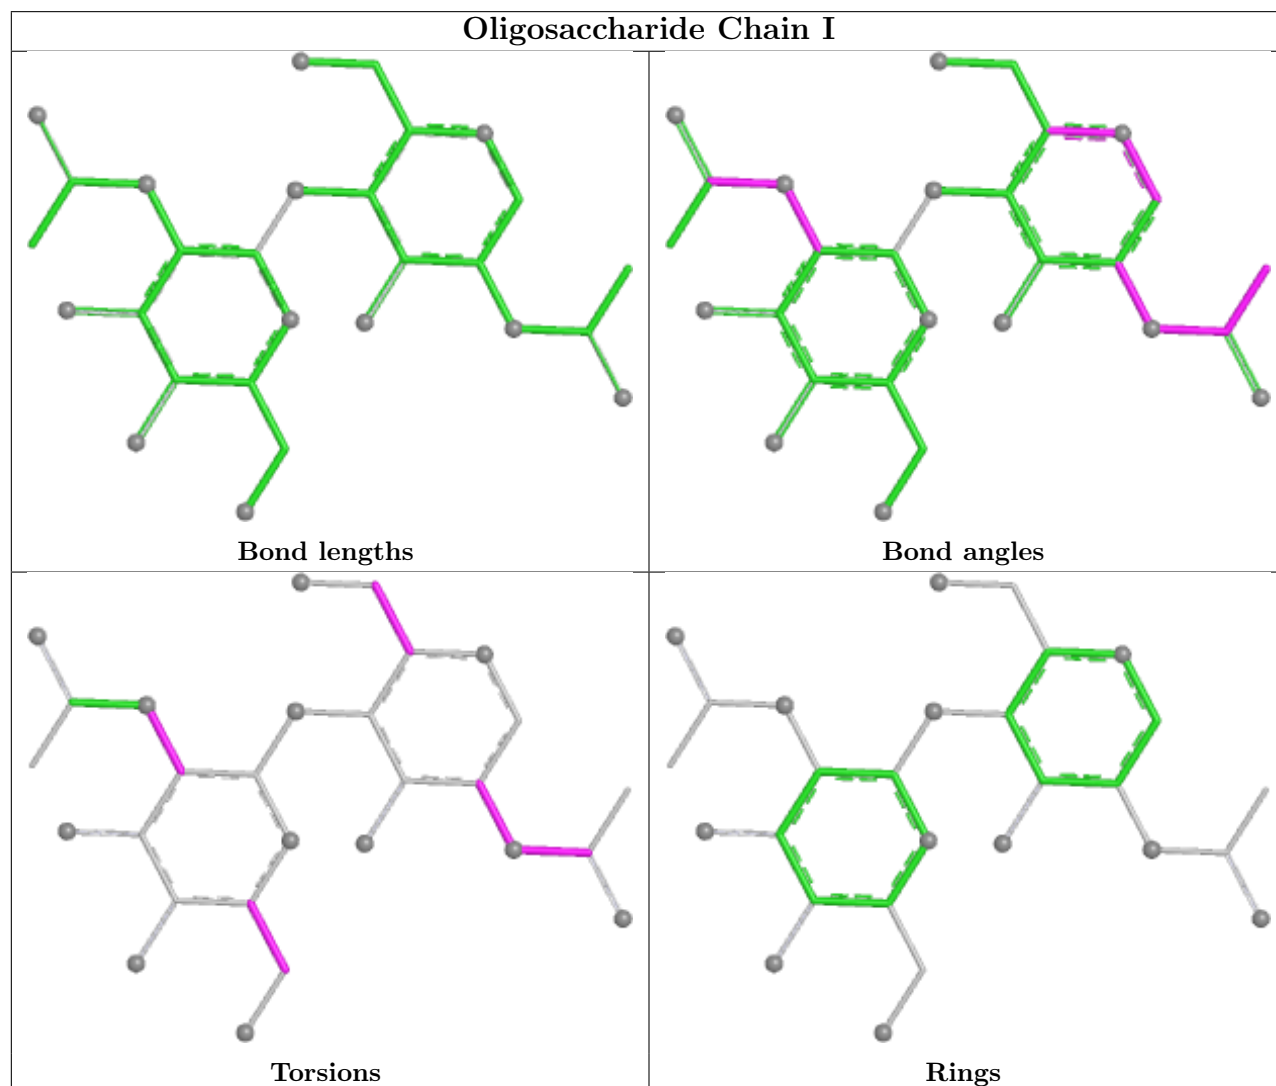 Oligosaccharide Chain I
Bond lengths
Bond angles
Torsions
Rings